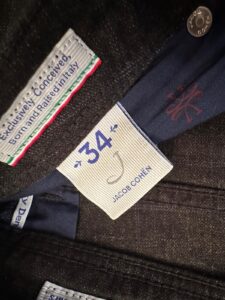 Exclusively Conceived,
Born and Raised in Italy
34
J
JACOB COHËN